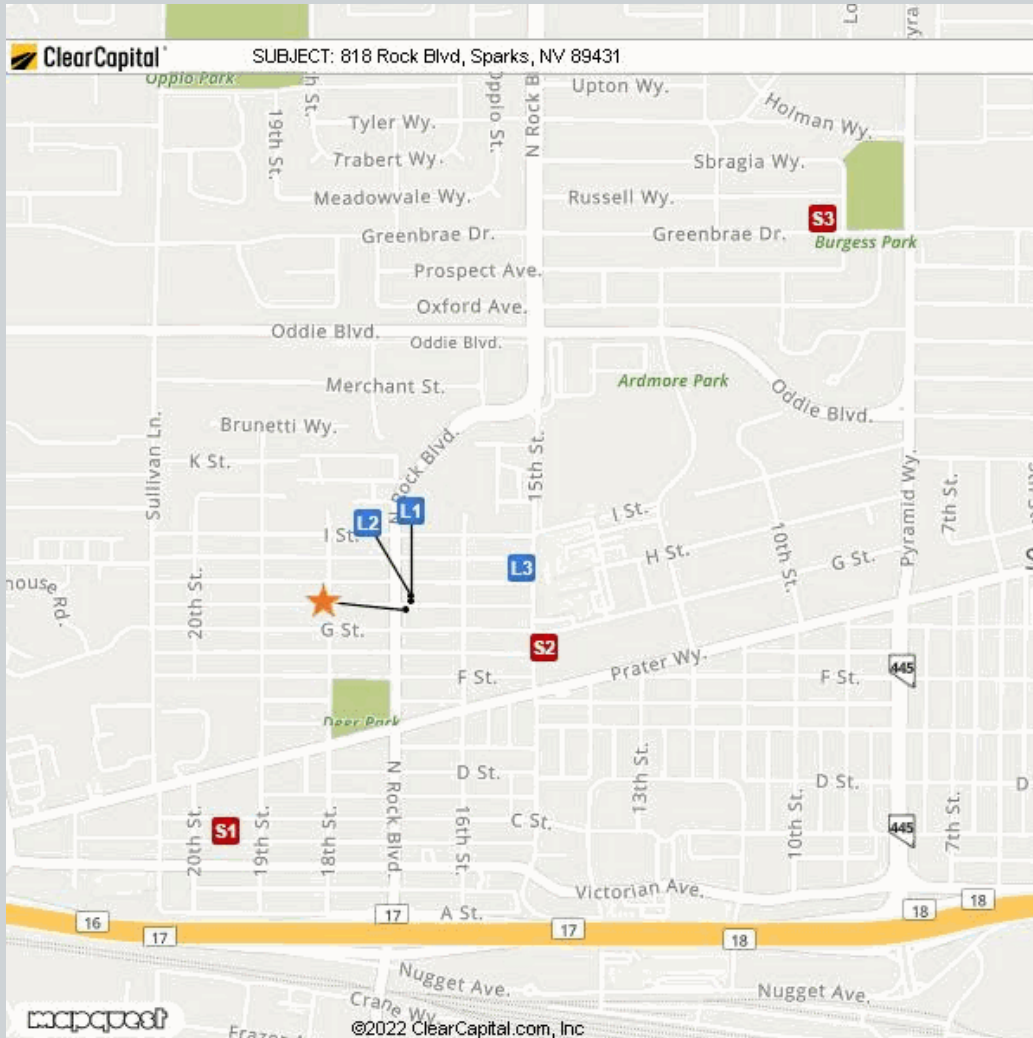 ClearCapital
SUBJECT: 818 Rock Blvd, Sparks, NV 89431
Oppio Park
Upton Wy.
19th St.
Tyler Wy.
Oppio St.
Holman Wy.
Trabert Wy.
Sbragia Wy.
Meadowvale Wy.
Russell Wy.
S3
Greenbrae Dr.
Greenbrae Dr.
Burgess Park
Prospect Ave.
Oxford Ave.
Oddie Blvd.
Oddie Blvd.
Merchant St.
Ardmore Park
Oddie Blvd.
Brunetti Wy.
Sullivan Ln.
K St.
N Rock Blvd.
15th St.
Pyramid Wy.
7th St.
L2
L1
I St.
I St.
L3
H St.
10th St.
G St.
20th St.
G St.
S2
Prater Wy.
445
F St.
F St.
Deer Park
N Rock Blvd.
D St.
13th St.
D St.
S1
20th St.
19th St.
18th St.
16th St.
C St.
10th St.
445
7th St.
Victorian Ave.
16
17
17
A St.
17
18
18
18
Nugget Ave.
Nugget Ave.
Crane Wy.
mapquest
©2022 ClearCapital.com, Inc